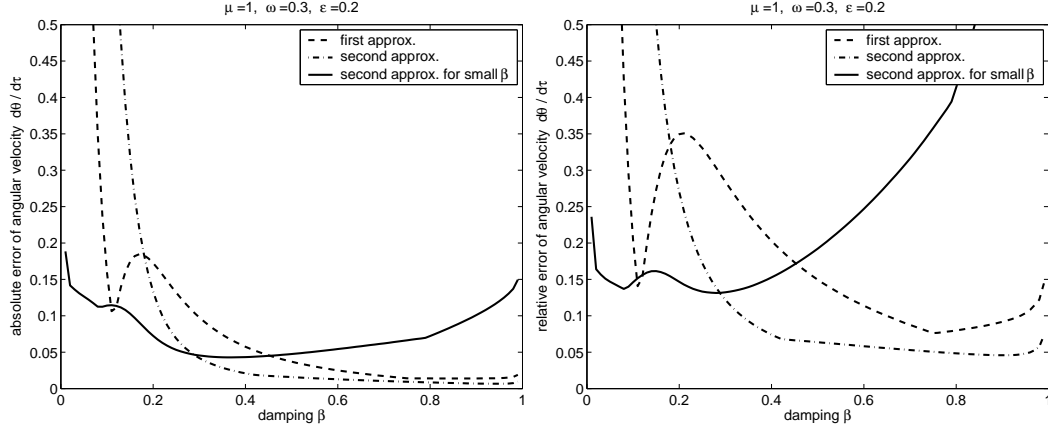 μ=1, ω=0.3, ε=0.2
first approx.
second approx.
second approx. for small β
absolute error of angular velocity dθ / dτ
0.5
0.45
0.4
0.35
0.3
0.25
0.2
0.15
0.1
0.05
0
0 0.2 0.4 0.6 0.8 1
damping β
μ=1, ω=0.3, ε=0.2
first approx.
second approx.
second approx. for small β
relative error of angular velocity dθ / dτ
0.5
0.45
0.4
0.35
0.3
0.25
0.2
0.15
0.1
0.05
0
0 0.2 0.4 0.6 0.8 1
damping β